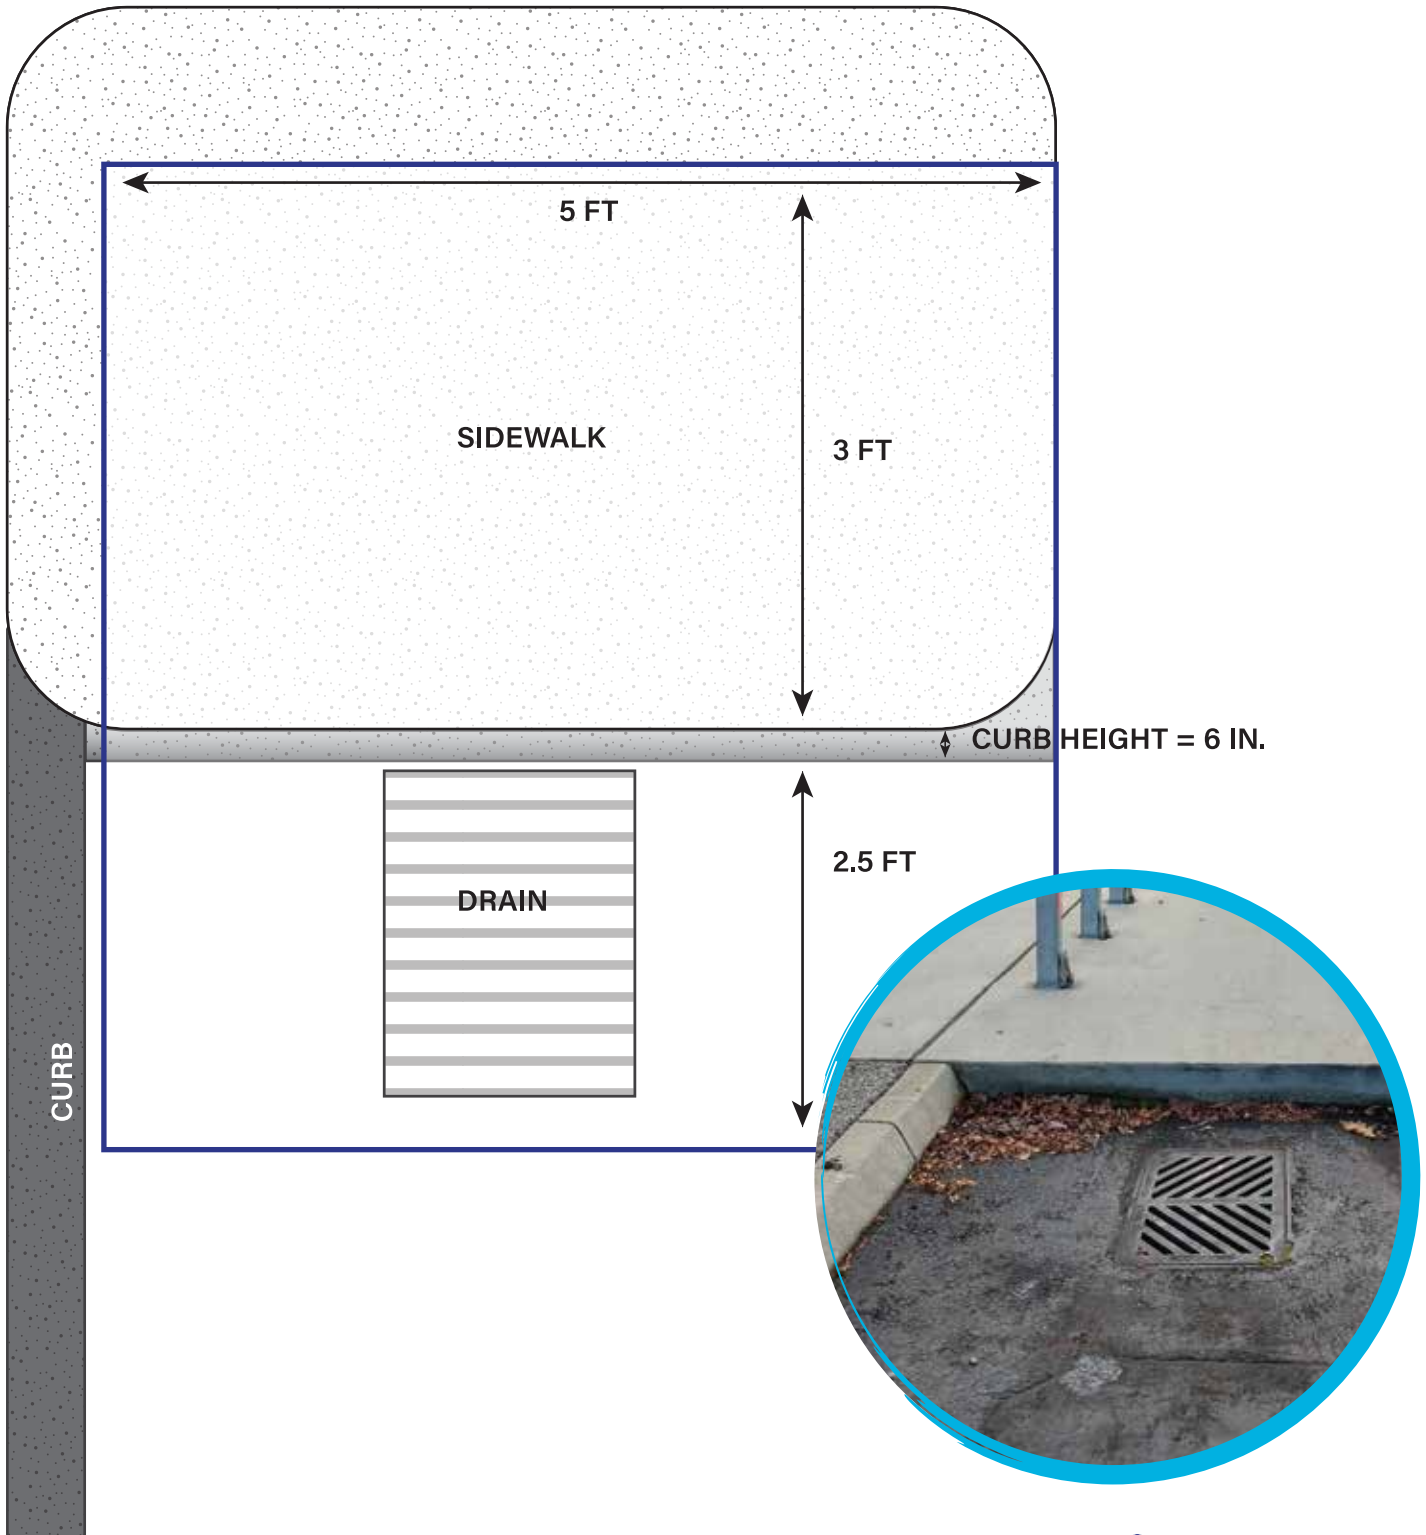 5 FT
SIDEWALK
3 FT
CURB HEIGHT = 6 IN.
2.5 FT
DRAIN
CURB